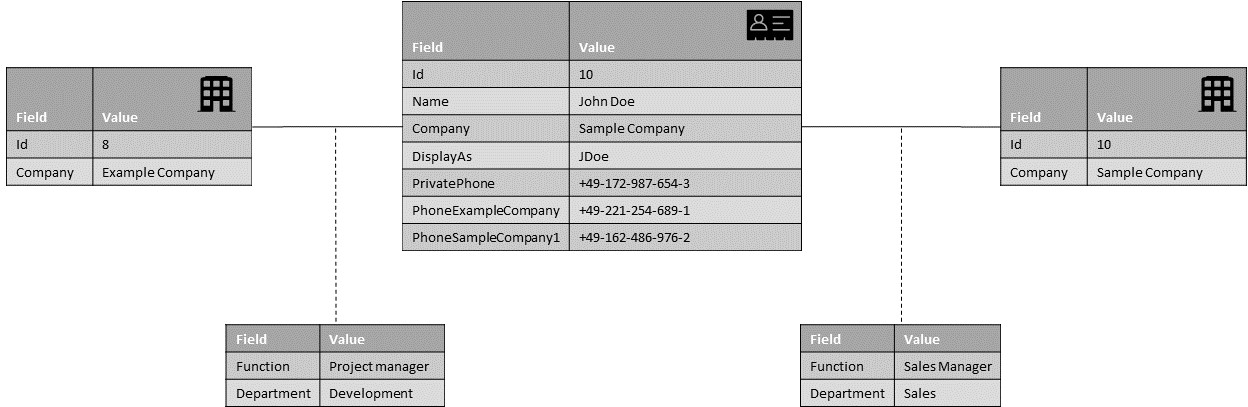 Field Value
Id 8
Company Example Company
Field Value
Id 10
Name John Doe
Company Sample Company
DisplayAs JDoe
PrivatePhone +49-172-987-654-3
PhoneExampleCompany +49-221-254-689-1
PhoneSampleCompany1 +49-162-486-976-2
Field Value
Id 10
Company Sample Company
Field Value
Function Project manager
Department Development
Field Value
Function Sales Manager
Department Sales